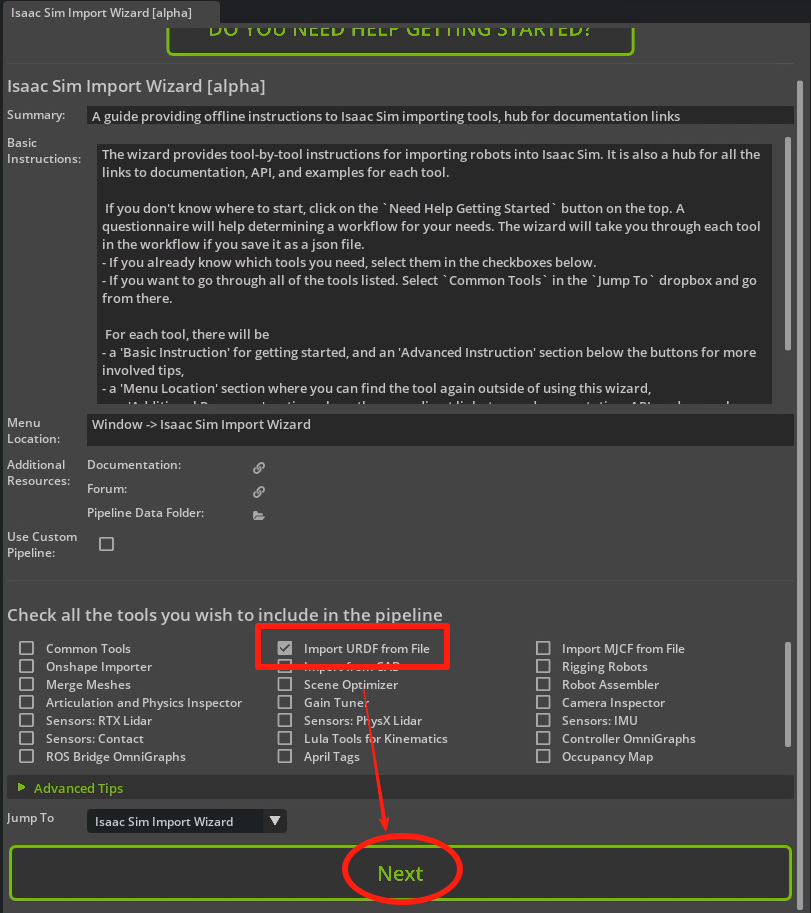 Isaac Sim Import Wizard [alpha]
DO YOU NEED HELP GETTING STARTED?
Isaac Sim Import Wizard [alpha]
Summary:
A guide providing offline instructions to Isaac Sim importing tools, hub for documentation links
Basic
Instructions:
The wizard provides tool-by-tool instructions for importing robots into Isaac Sim. It is also a hub for all the
links to documentation, API, and examples for each tool.
If you don't know where to start, click on the `Need Help Getting Started` button on the top. A
questionnaire will help determining a workflow for your needs. The wizard will take you through each tool
in the workflow if you save it as a json file.
- If you already know which tools you need, select them in the checkboxes below.
- If you want to go through all of the tools listed. Select `Common Tools` in the `Jump To` dropbox and go
from there.
For each tool, there will be
- a 'Basic Instruction' for getting started, and an 'Advanced Instruction' section below the buttons for more
involved tips,
- a 'Menu Location' section where you can find the tool again outside of using this wizard,
Menu
Location:
Window -> Isaac Sim Import Wizard
Additional
Resources:
Documentation:
Forum:
Pipeline Data Folder:
Use Custom
Pipeline:
Check all the tools you wish to include in the pipeline
Common Tools
Import URDF from File
Import MJCF from File
Onshape Importer
Import from CAD
Rigging Robots
Merge Meshes
Scene Optimizer
Robot Assembler
Articulation and Physics Inspector
Gain Tuner
Camera Inspector
Sensors: RTX Lidar
Sensors: PhysX Lidar
Sensors: IMU
Sensors: Contact
Lula Tools for Kinematics
Controller OmniGraphs
ROS Bridge OmniGraphs
April Tags
Occupancy Map
Advanced Tips
Jump To
Isaac Sim Import Wizard
Next